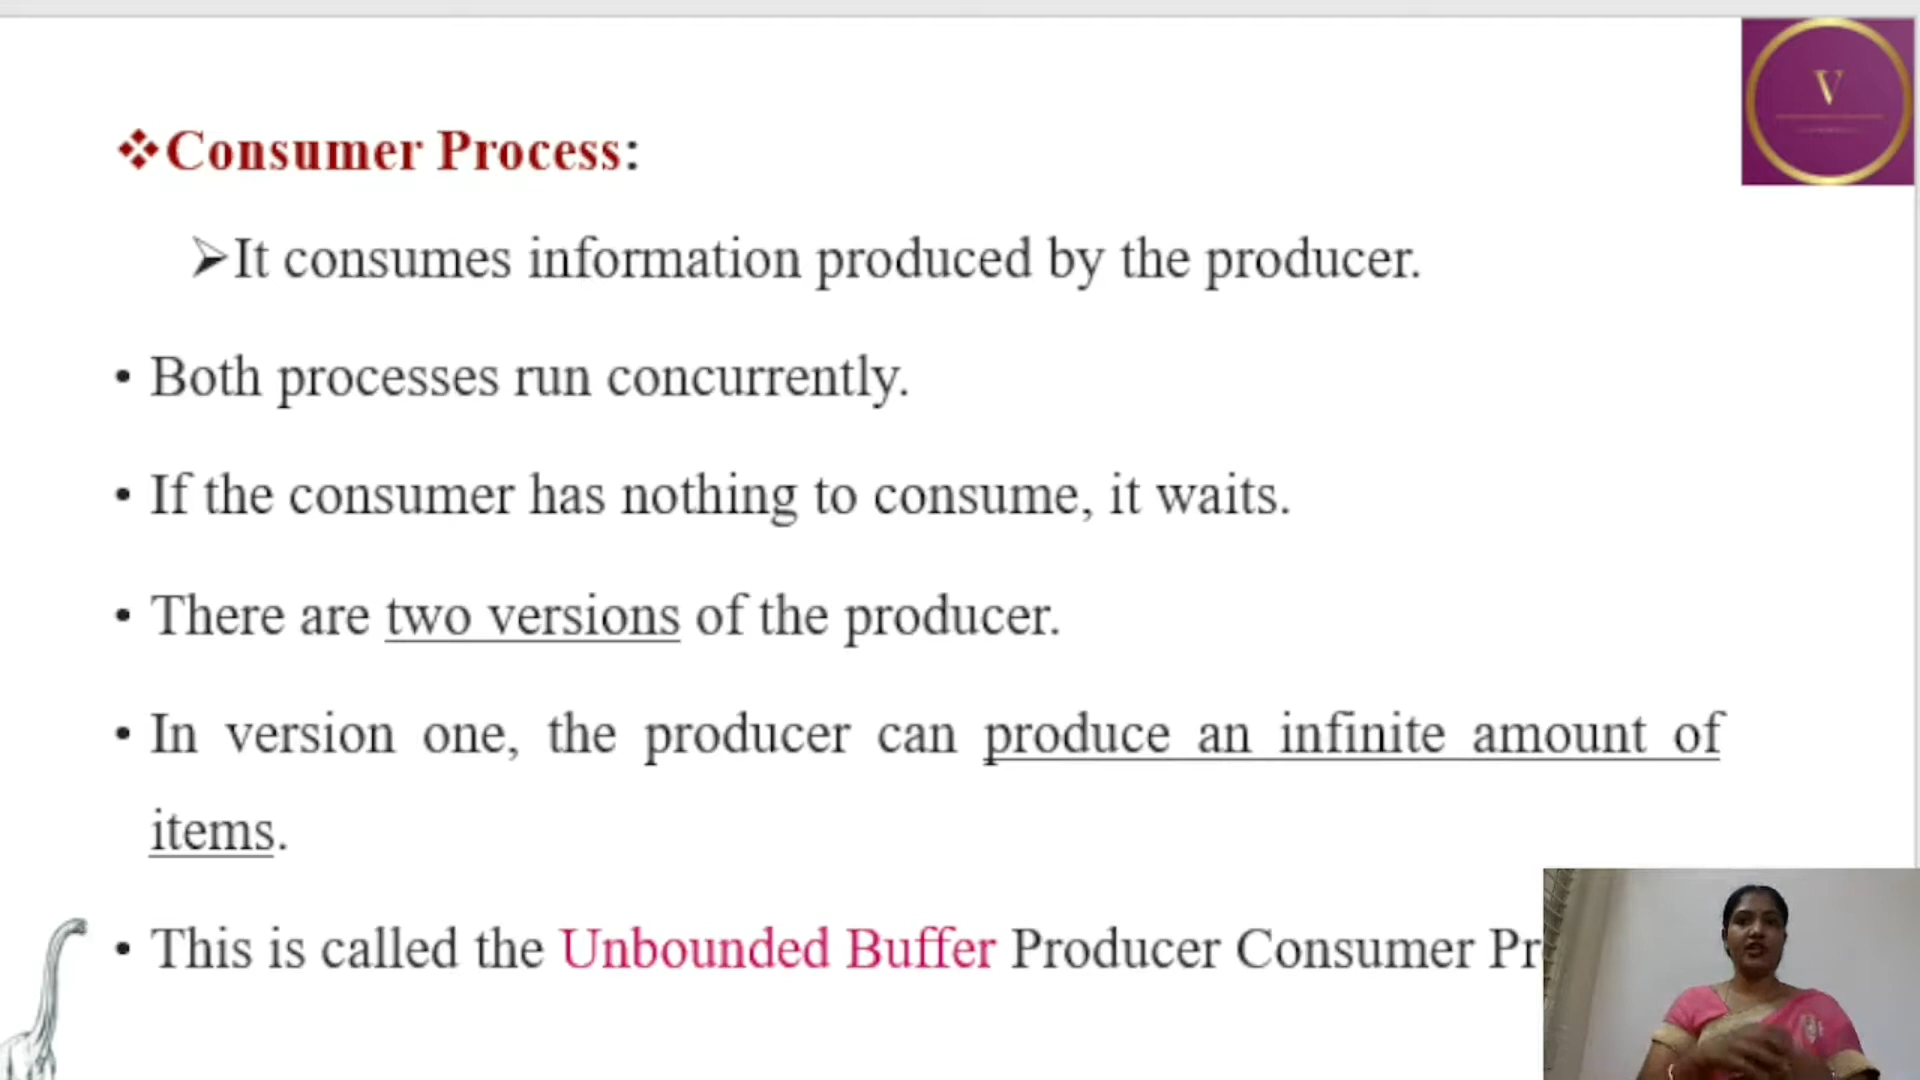 ❖Consumer Process:
➢It consumes information produced by the producer.
• Both processes run concurrently.
• If the consumer has nothing to consume, it waits.
• There are two versions of the producer.
• In version one, the producer can produce an infinite amount of
items.
• This is called the Unbounded Buffer Producer Consumer
V